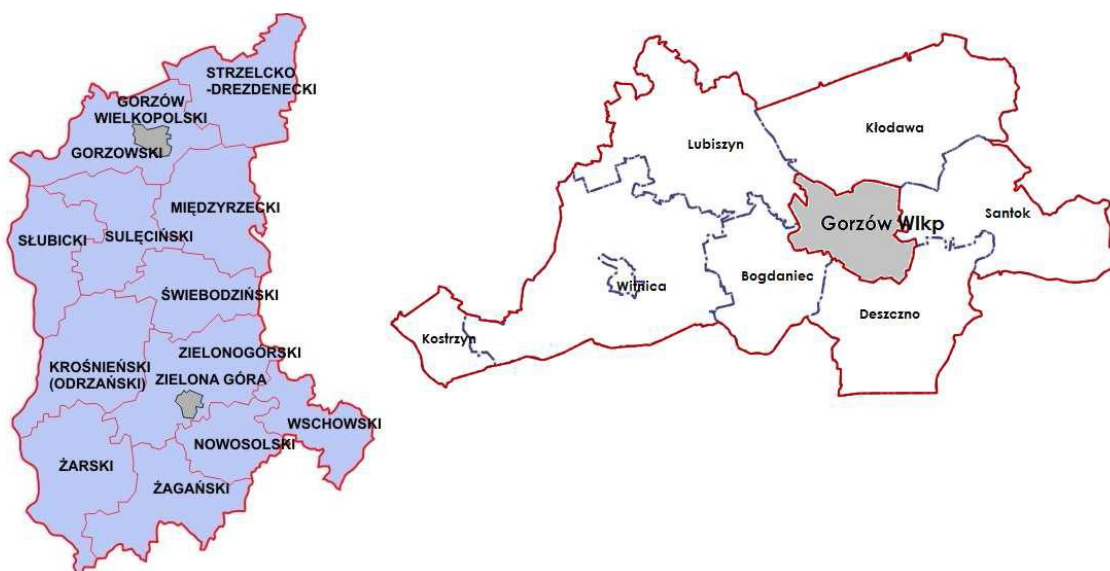 STRZELCKO
-DREZDENECKI
GORZÓW
WIELKOPOLSKI
GORZOWSKI
MIĘDZYRZECKI
SŁUBICKI
SULĘCIŃSKI
ŚWIEBODZIŃSKI
ZIELONOGÓRSKI
KROŚNIEŃSKI
(ODRZAŃSKI)
ZIELONA GÓRA
WSCHOWSKI
NOWOSOLSKI
ŻARSKI
ŻAGAŃSKI
Kłodawa
Lubiszyn
Santok
Gorzów Wlkp
Bogdaniec
Witnica
Deszczno
Kostrzyn